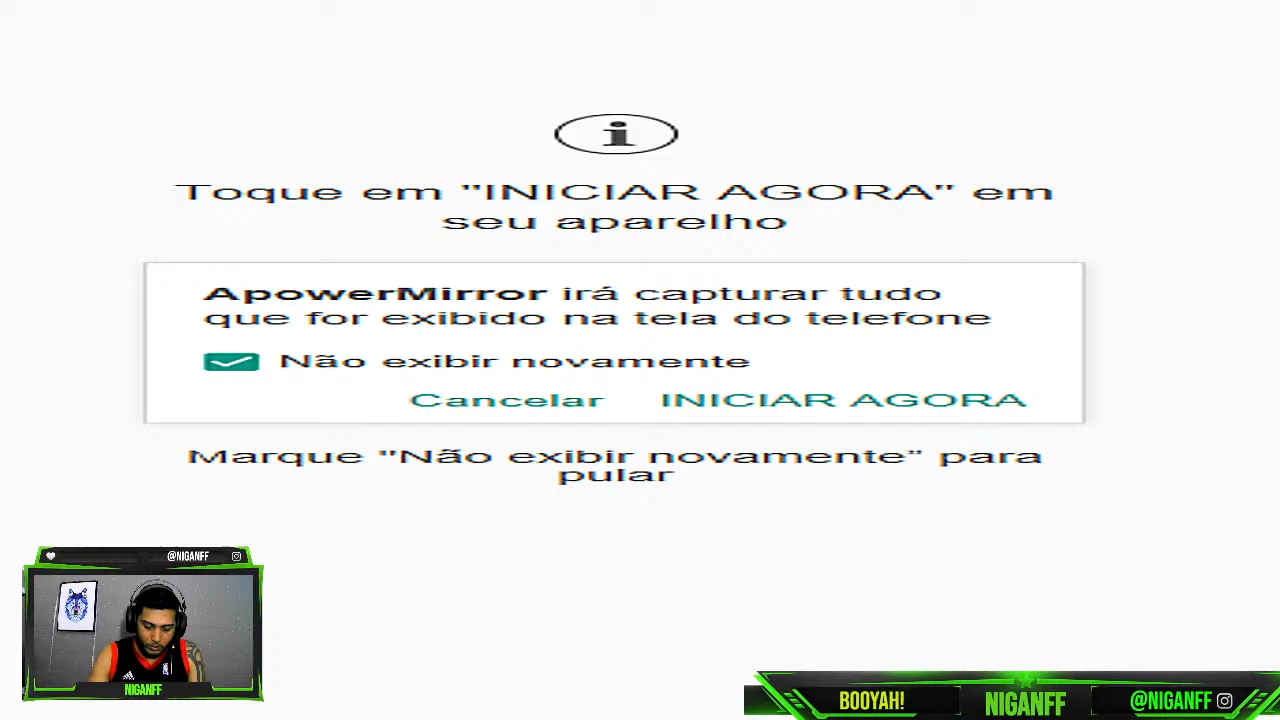 i
Toque em "INICIAR AGORA" em
seu aparelho
ApowerMirror irá capturar tudo
que for exibido na tela do telefone
Não exibir novamente
Cancelar INICIAR AGORA
Marque "Não exibir novamente" para
pular
@NIGANFF
NIGANFF
BOOYAH! NIGANFF @NIGANFF